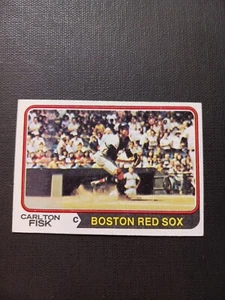 CARLTON
FISK
C
BOSTON RED SOX